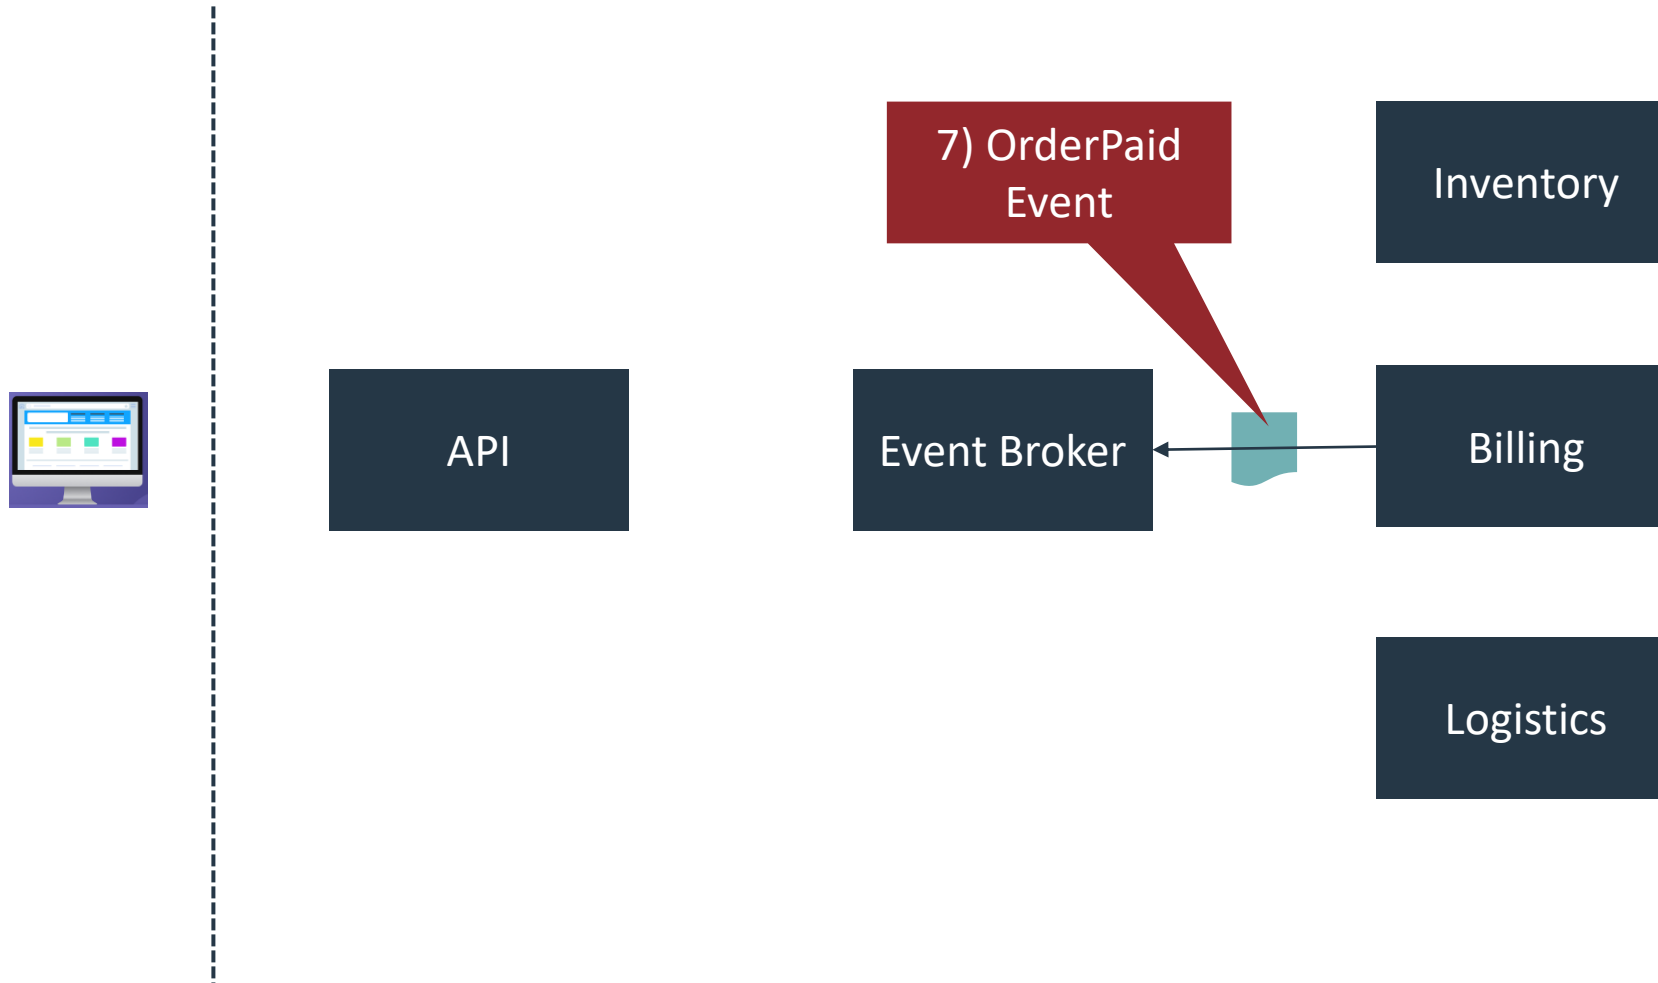 7) OrderPaid
Event
Inventory
API
Event Broker
Billing
Logistics